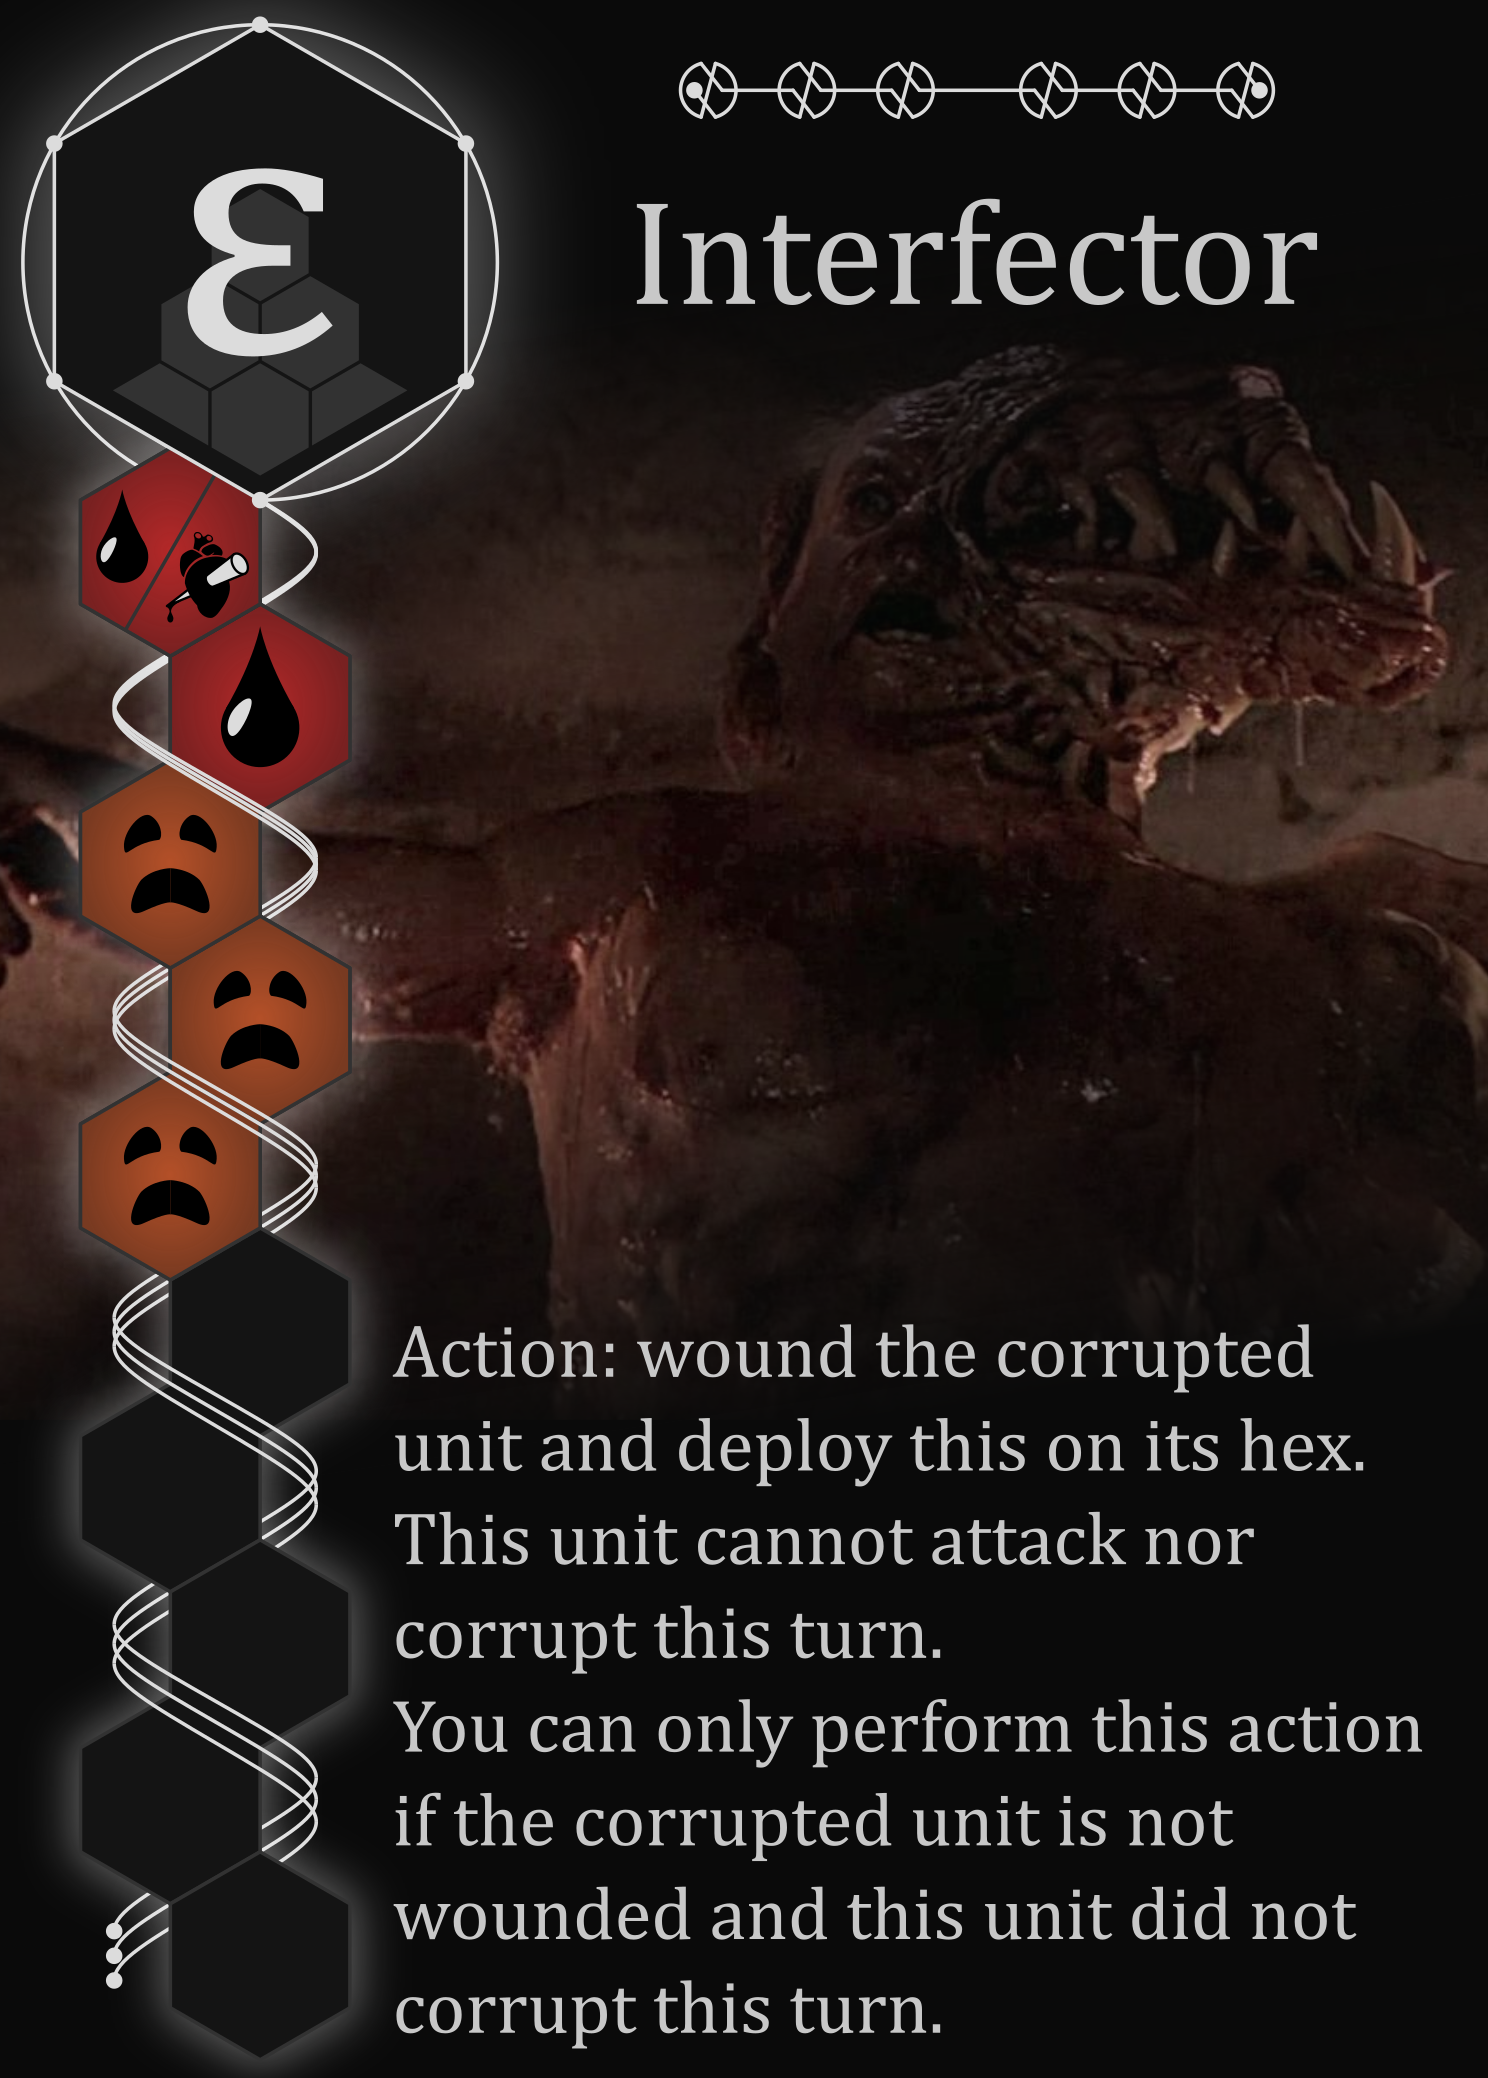 ε
Interfector
Action: wound the corrupted
unit and deploy this on its hex.
This unit cannot attack nor
corrupt this turn.
You can only perform this action
if the corrupted unit is not
wounded and this unit did not
corrupt this turn.